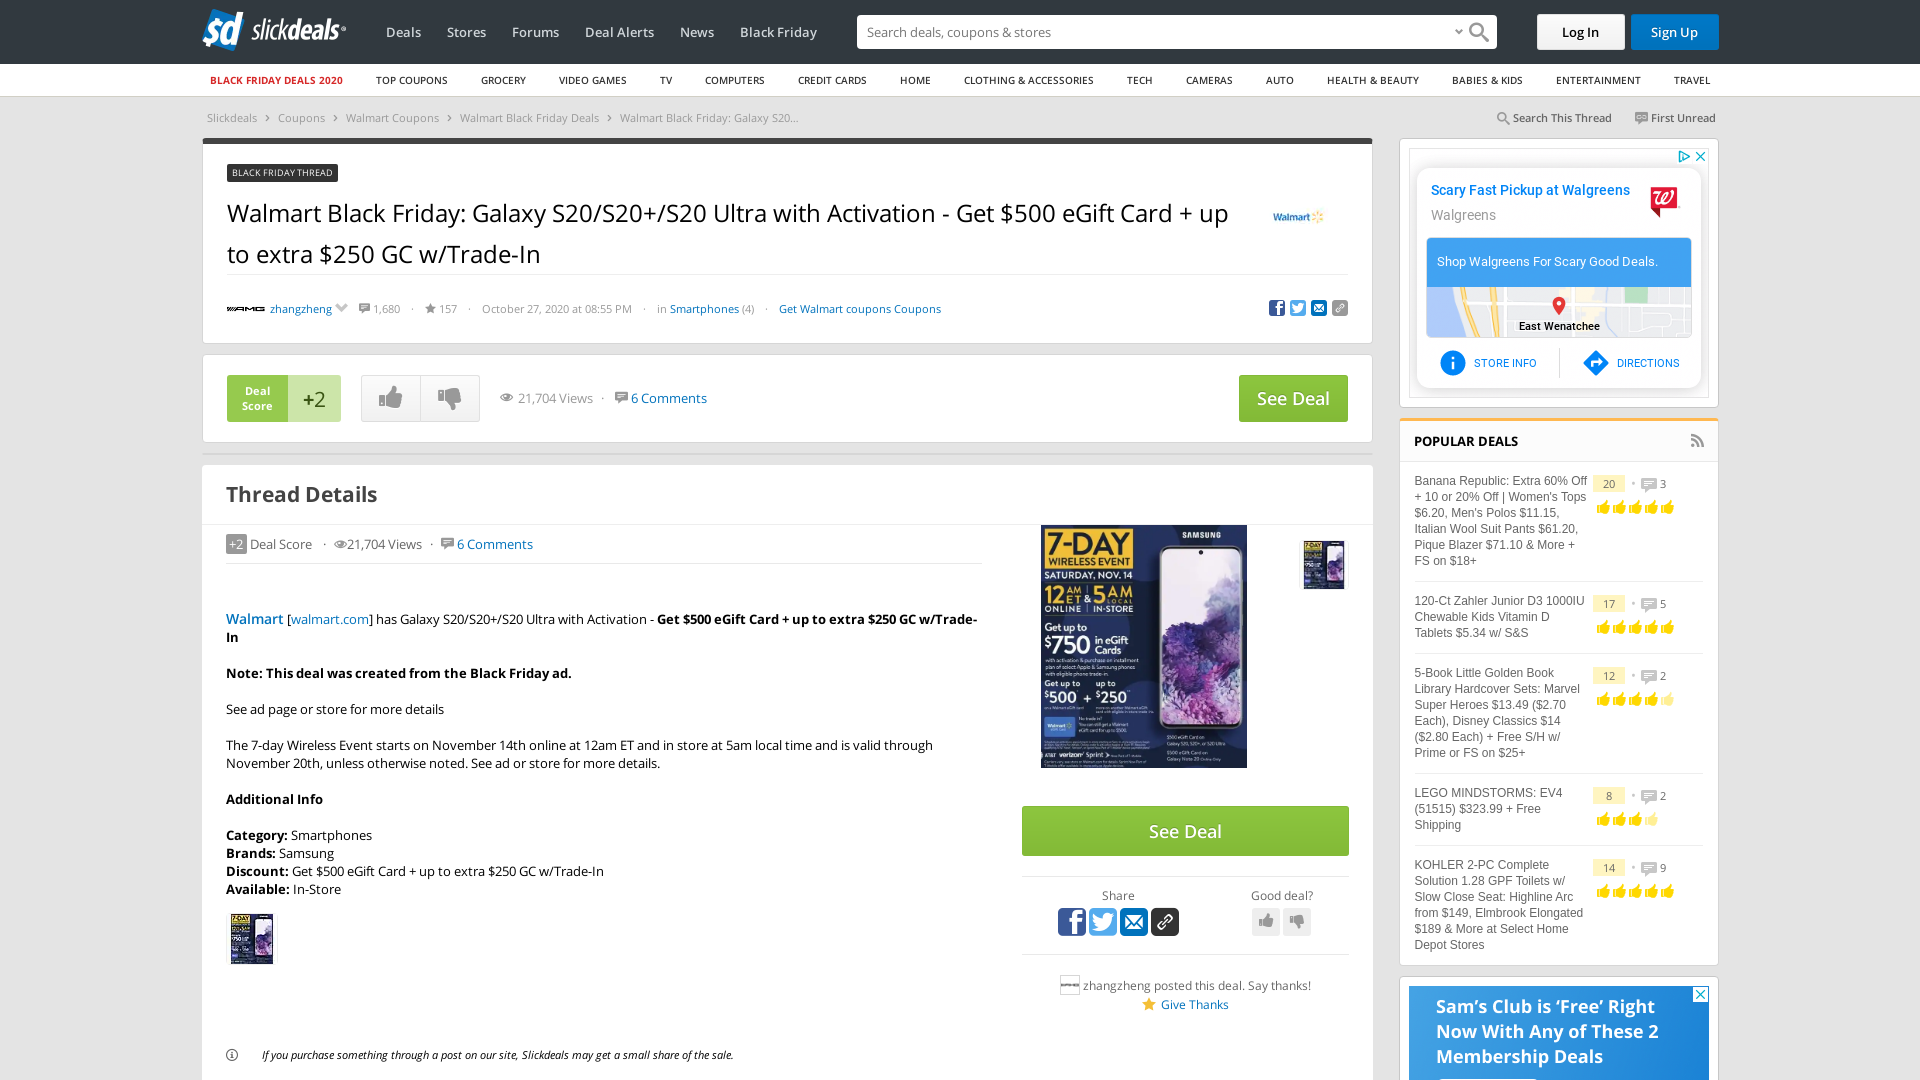 slickdeals
Deals
Stores
Forums
Deal Alerts
News
Black Friday
Search deals, coupons & stores
Log In
Sign Up
BLACK FRIDAY DEALS 2020
TOP COUPONS
GROCERY
VIDEO GAMES
TV
COMPUTERS
CREDIT CARDS
HOME
CLOTHING & ACCESSORIES
TECH
CAMERAS
AUTO
HEALTH & BEAUTY
BABIES & KIDS
ENTERTAINMENT
TRAVEL
Slickdeals › Coupons › Walmart Coupons › Walmart Black Friday Deals › Walmart Black Friday: Galaxy S20...
Search This Thread
First Unread
BLACK FRIDAY THREAD
Walmart Black Friday: Galaxy S20/S20+/S20 Ultra with Activation - Get $500 eGift Card + up
to extra $250 GC w/Trade-In
Walmart
AMG zhangzheng 1,680 · 157 · October 27, 2020 at 08:55 PM · in Smartphones (4) · Get Walmart coupons Coupons
Deal
Score
+2
21,704 Views · 6 Comments
See Deal
Thread Details
+2 Deal Score · 21,704 Views · 6 Comments
Walmart [walmart.com] has Galaxy S20/S20+/S20 Ultra with Activation - Get $500 eGift Card + up to extra $250 GC w/Trade-
In
Note: This deal was created from the Black Friday ad.
See ad page or store for more details
The 7-day Wireless Event starts on November 14th online at 12am ET and in store at 5am local time and is valid through
November 20th, unless otherwise noted. See ad or store for more details.
Additional Info
Category: Smartphones
Brands: Samsung
Discount: Get $500 eGift Card + up to extra $250 GC w/Trade-In
Available: In-Store
If you purchase something through a post on our site, Slickdeals may get a small share of the sale.
7-DAY
WIRELESS EVENT
SATURDAY, NOV. 14
12 AM ET & 5 AM LOCAL
ONLINE IN-STORE
Get up to
$750 in eGift Cards
Get up to up to
$500 + $250
SAMSUNG
Walmart
AT&T verizon Sprint
See Deal
Share
Good deal?
zhangzheng posted this deal. Say thanks!
Give Thanks
Scary Fast Pickup at Walgreens
Walgreens
Shop Walgreens For Scary Good Deals.
East Wenatchee
STORE INFO
DIRECTIONS
POPULAR DEALS
Banana Republic: Extra 60% Off
+ 10 or 20% Off | Women's Tops
$6.20, Men's Polos $11.15,
Italian Wool Suit Pants $61.20,
Pique Blazer $71.10 & More +
FS on $18+
20 • 3
120-Ct Zahler Junior D3 1000IU
Chewable Kids Vitamin D
Tablets $5.34 w/ S&S
17 • 5
5-Book Little Golden Book
Library Hardcover Sets: Marvel
Super Heroes $13.49 ($2.70
Each), Disney Classics $14
($2.80 Each) + Free S/H w/
Prime or FS on $25+
12 • 2
LEGO MINDSTORMS: EV4
(51515) $323.99 + Free
Shipping
8 • 2
KOHLER 2-PC Complete
Solution 1.28 GPF Toilets w/
Slow Close Seat: Highline Arc
from $149, Elmbrook Elongated
$189 & More at Select Home
Depot Stores
14 • 9
Sam's Club is 'Free' Right
Now With Any of These 2
Membership Deals